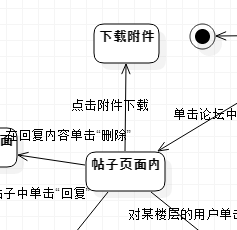 下载附件
点击附件下载
单击论坛中
在回复内容单击“删除”
面
帖子页面内
帖子中单击“回复
对某楼层的用户单击